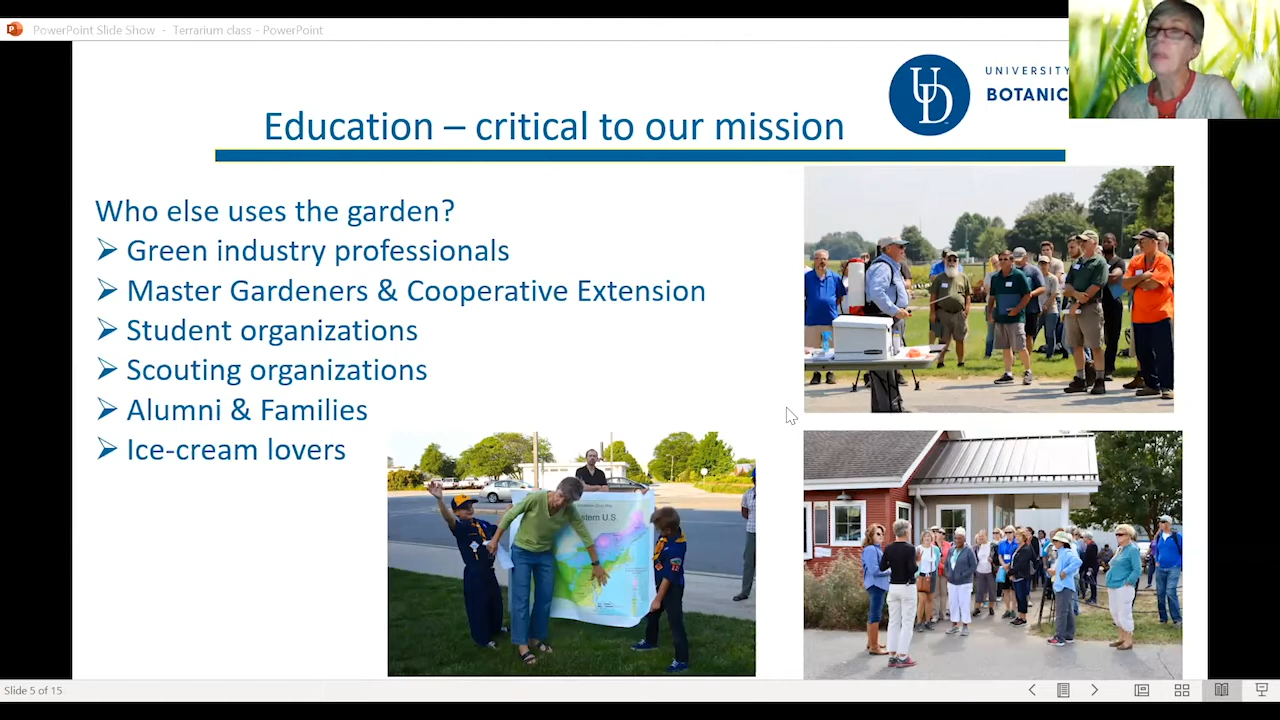 PowerPoint Slide Show - Terrarium class - PowerPoint
UD
UNIVERSITY
BOTANIC
Education – critical to our mission
Who else uses the garden?
➢ Green industry professionals
➢ Master Gardeners & Cooperative Extension
➢ Student organizations
➢ Scouting organizations
➢ Alumni & Families
➢ Ice-cream lovers
stern U.S.
Slide 5 of 15